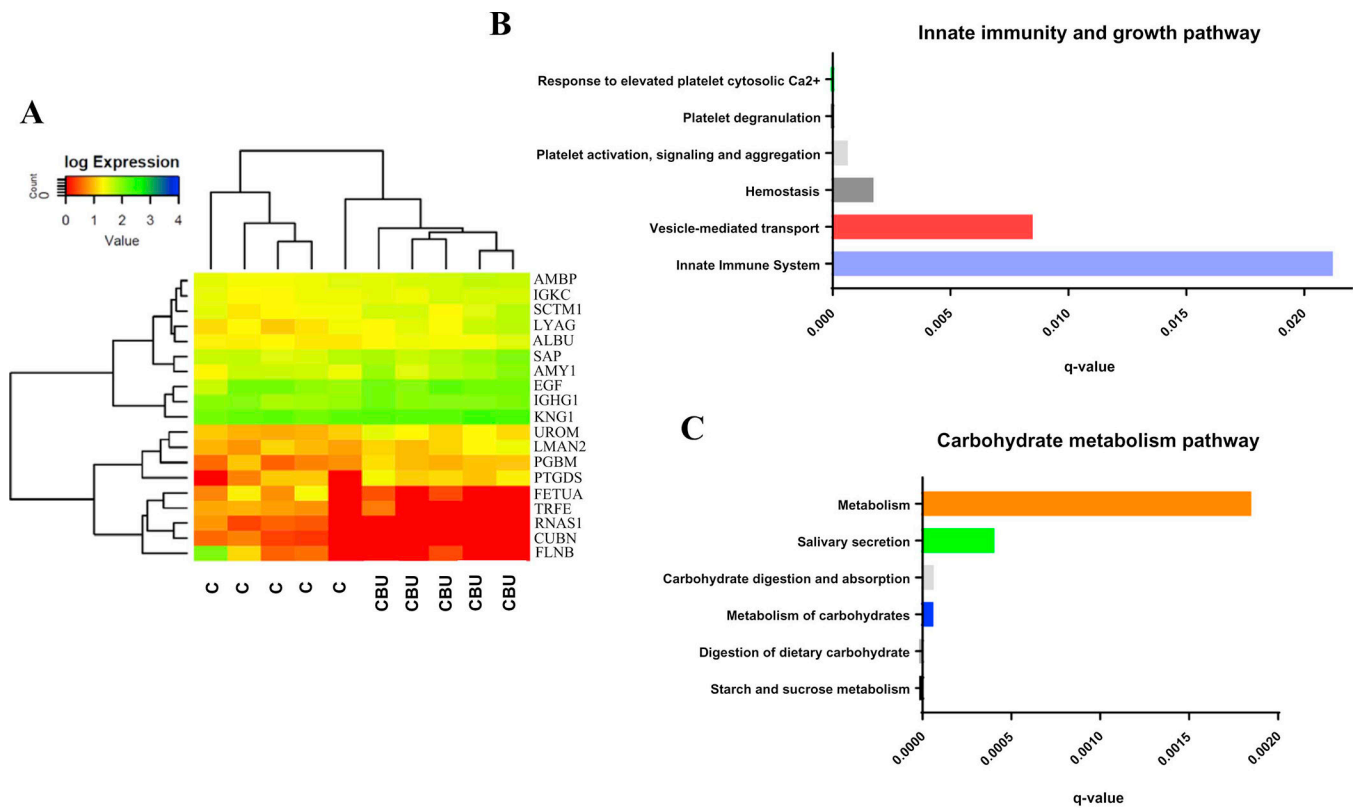 A
log Expression
Count
0
0 1 2 3 4
Value
AMBP
IGKC
SCTM1
LYAG
ALBU
SAP
AMY1
EGF
IGHG1
KNG1
UROM
LMAN2
PGBM
PTGDS
FETUA
TRFE
RNAS1
CUBN
FLNB
C C C C C CBU CBU CBU CBU CBU
B
Innate immunity and growth pathway
Response to elevated platelet cytosolic Ca2+
Platelet degranulation
Platelet activation, signaling and aggregation
Hemostasis
Vesicle-mediated transport
Innate Immune System
0.000 0.005 0.010 0.015 0.020
q-value
C
Carbohydrate metabolism pathway
Metabolism
Salivary secretion
Carbohydrate digestion and absorption
Metabolism of carbohydrates
Digestion of dietary carbohydrate
Starch and sucrose metabolism
0.0000 0.0005 0.0010 0.0015 0.0020
q-value